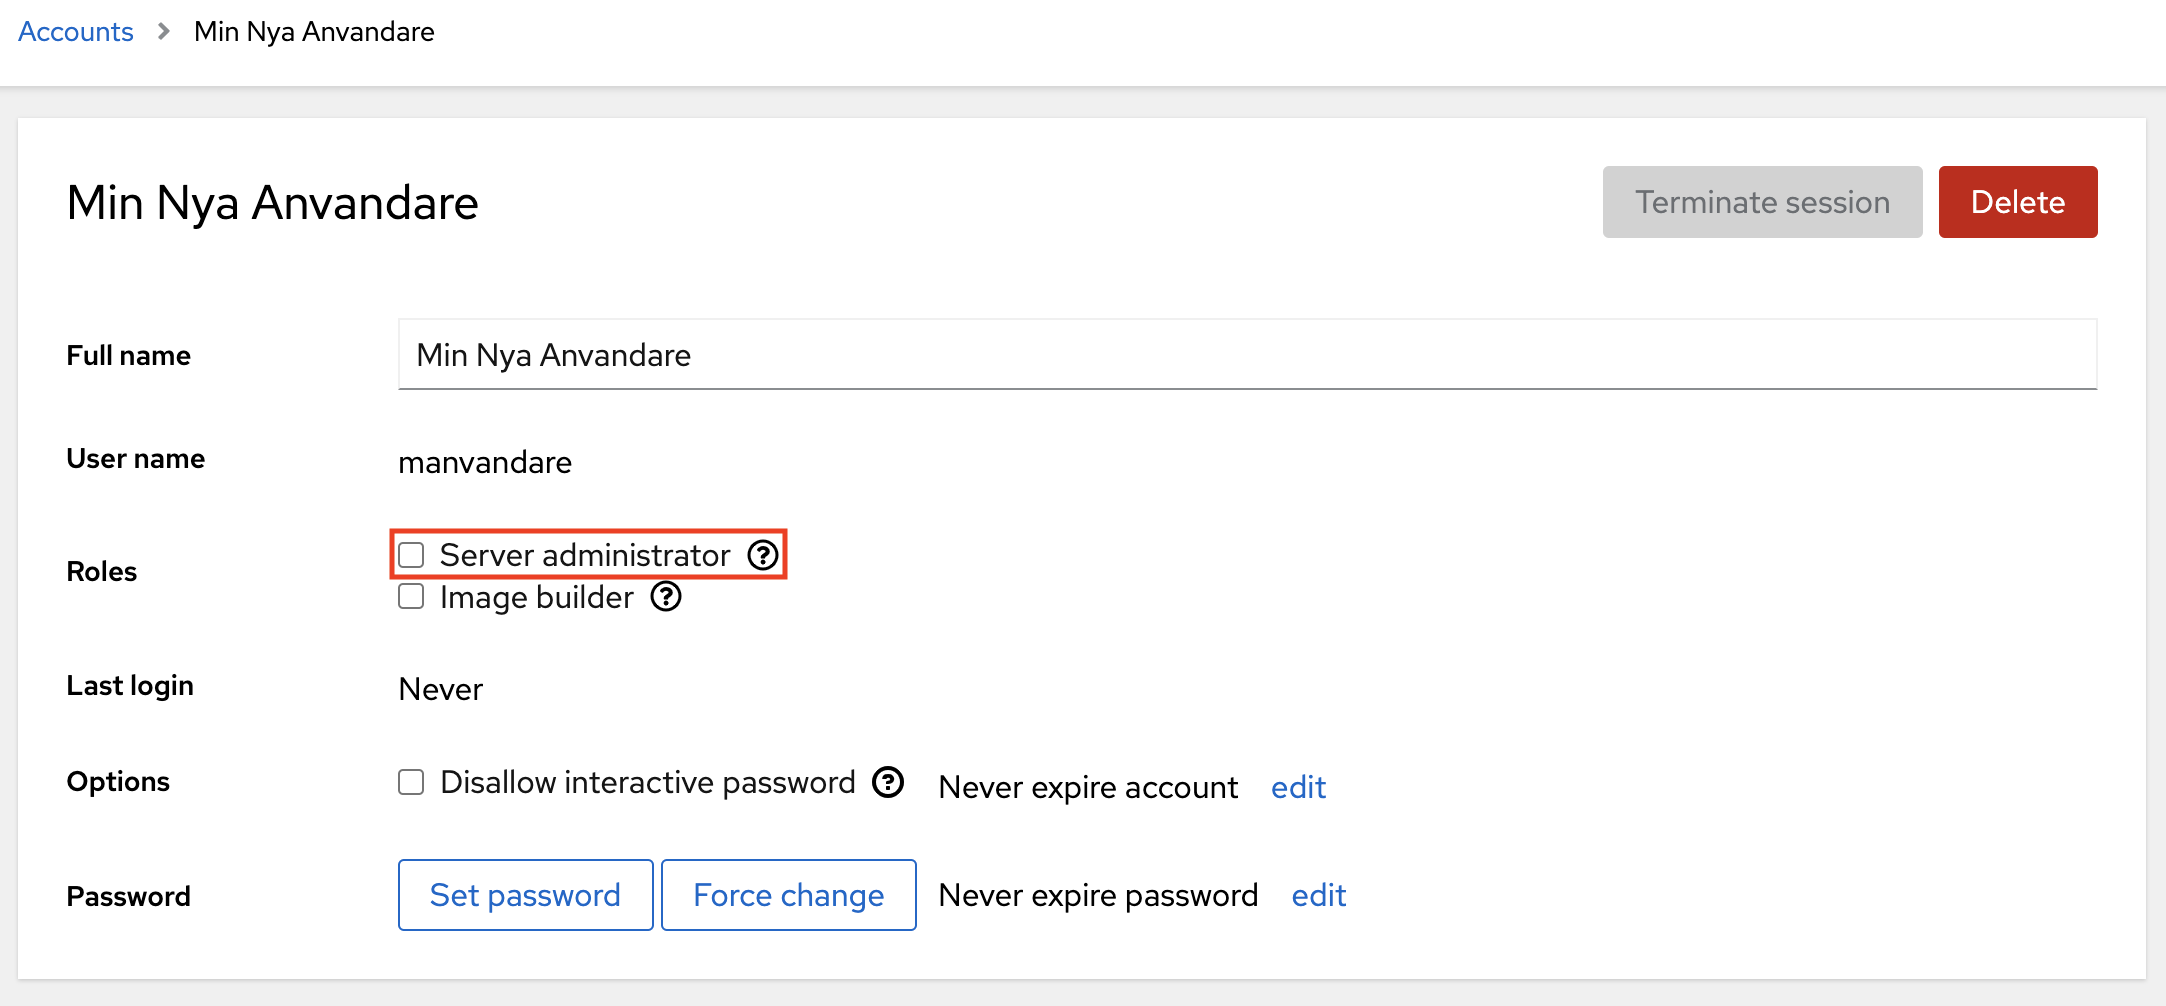 Accounts > Min Nya Anvandare
Min Nya Anvandare
Terminate session
Delete
Full name
Min Nya Anvandare
User name
manvandare
Roles
Server administrator
Image builder
Last login
Never
Options
Disallow interactive password
Never expire account edit
Password
Set password
Force change
Never expire password edit